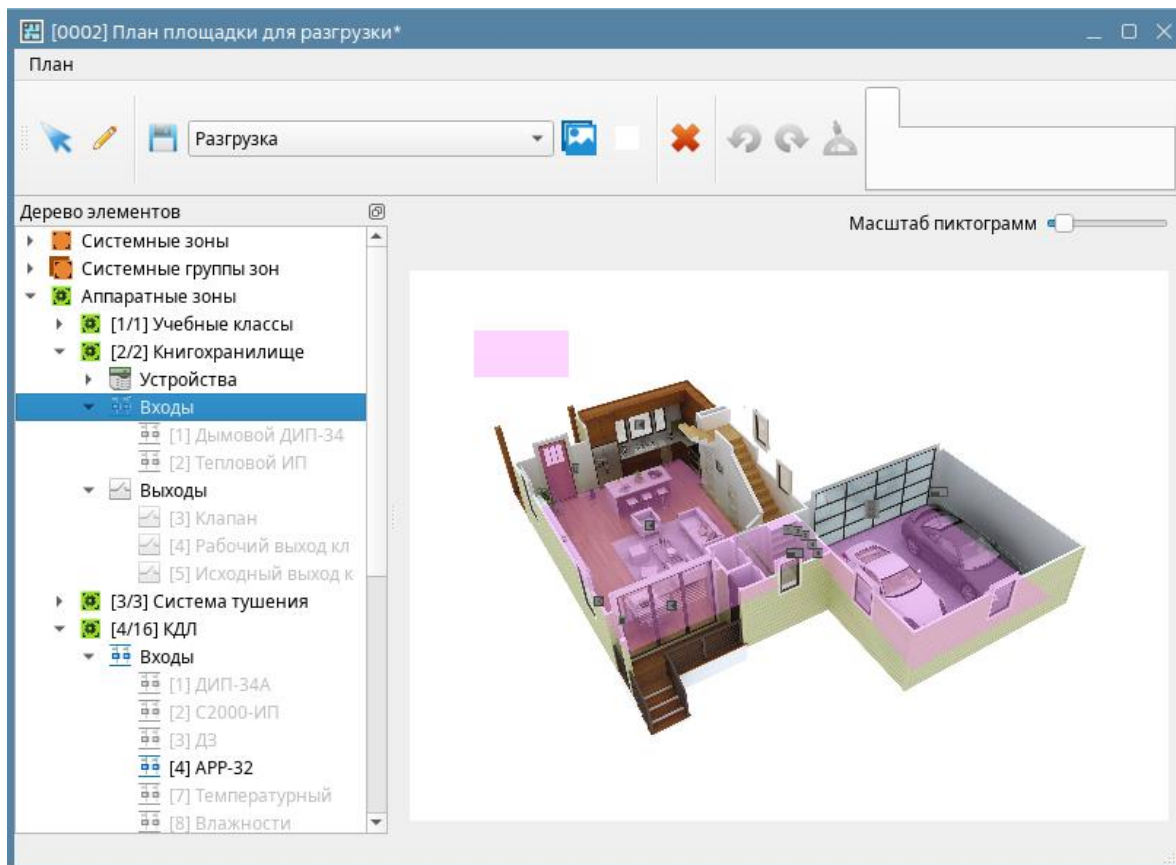 [0002] План площадки для разгрузки*
План
Разгрузка
Дерево элементов
Масштаб пиктограмм
Системные зоны
Системные группы зон
Аппаратные зоны
[1/1] Учебные классы
[2/2] Книгохранилище
Устройства
Входы
[1] Дымовой ДИП-34
[2] Тепловой ИП
Выходы
[3] Клапан
[4] Рабочий выход кл
[5] Исходный выход к
[3/3] Система тушения
[4/16] КДЛ
Входы
[1] ДИП-34А
[2] С2000-ИП
[3] ДЗ
[4] АРР-32
[7] Температурный
[8] Влажности